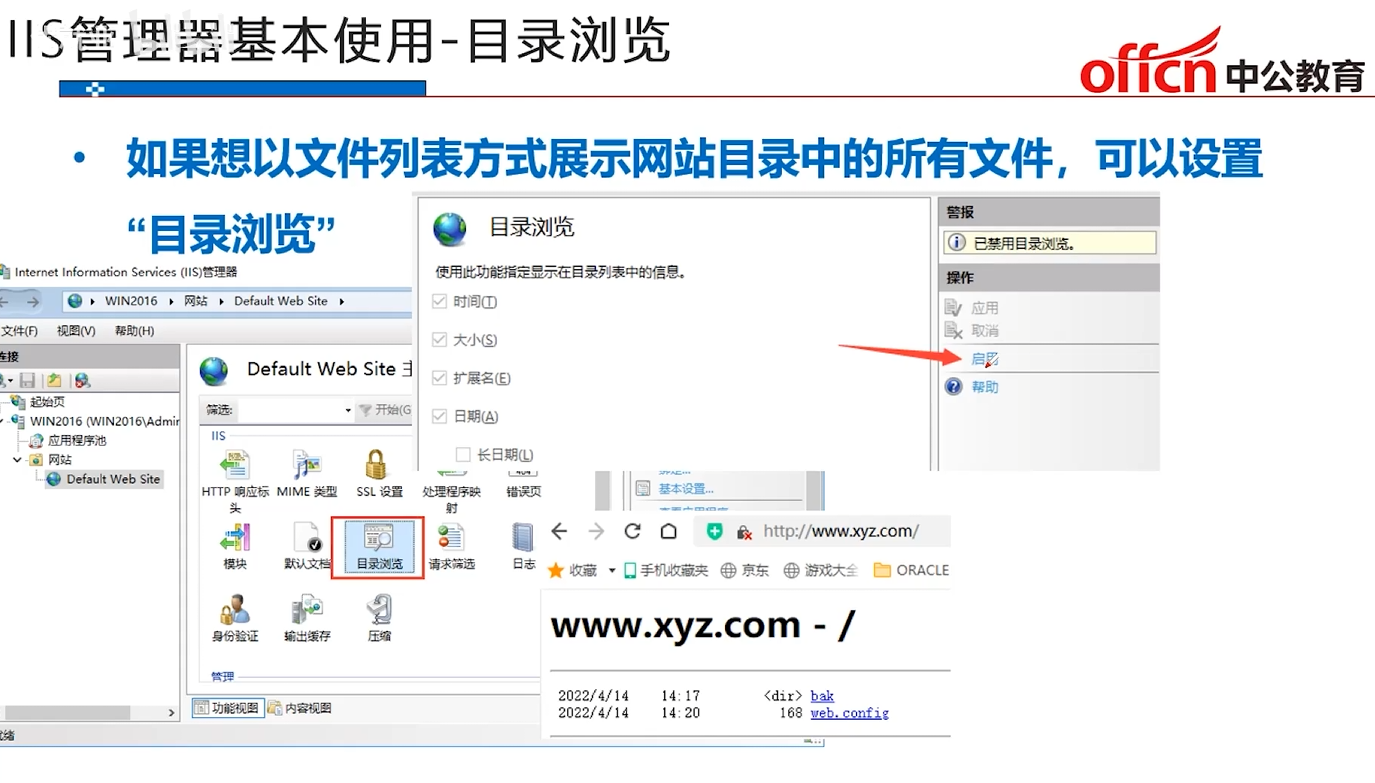 IIS管理器基本使用-目录浏览
offcn 中公教育
• 如果想以文件列表方式展示网站目录中的所有文件，可以设置
“目录浏览”
Internet Information Services (IIS)管理器
WIN2016 网站 Default Web Site
文件(F) 视图(V) 帮助(H)
连接
起始页
WIN2016 (WIN2016\Admin
应用程序池
网站
Default Web Site
Default Web Site 主
筛选: 开始(G
IIS
HTTP 响应标头
MIME 类型
SSL 设置
处理程序映射
错误页
模块
默认文档
目录浏览
请求筛选
日志
身份验证
输出缓存
压缩
管理
功能视图 内容视图
目录浏览
使用此功能指定显示在目录列表中的信息。
时间(T)
大小(S)
扩展名(E)
日期(A)
长日期(L)
警报
已禁用目录浏览。
操作
应用
取消
启用
帮助
基本设置...
http://www.xyz.com/
收藏 手机收藏夹 京东 游戏大全 ORACLE
www.xyz.com - /
2022/4/14 14:17 <dir> bak
2022/4/14 14:20 168 web.config